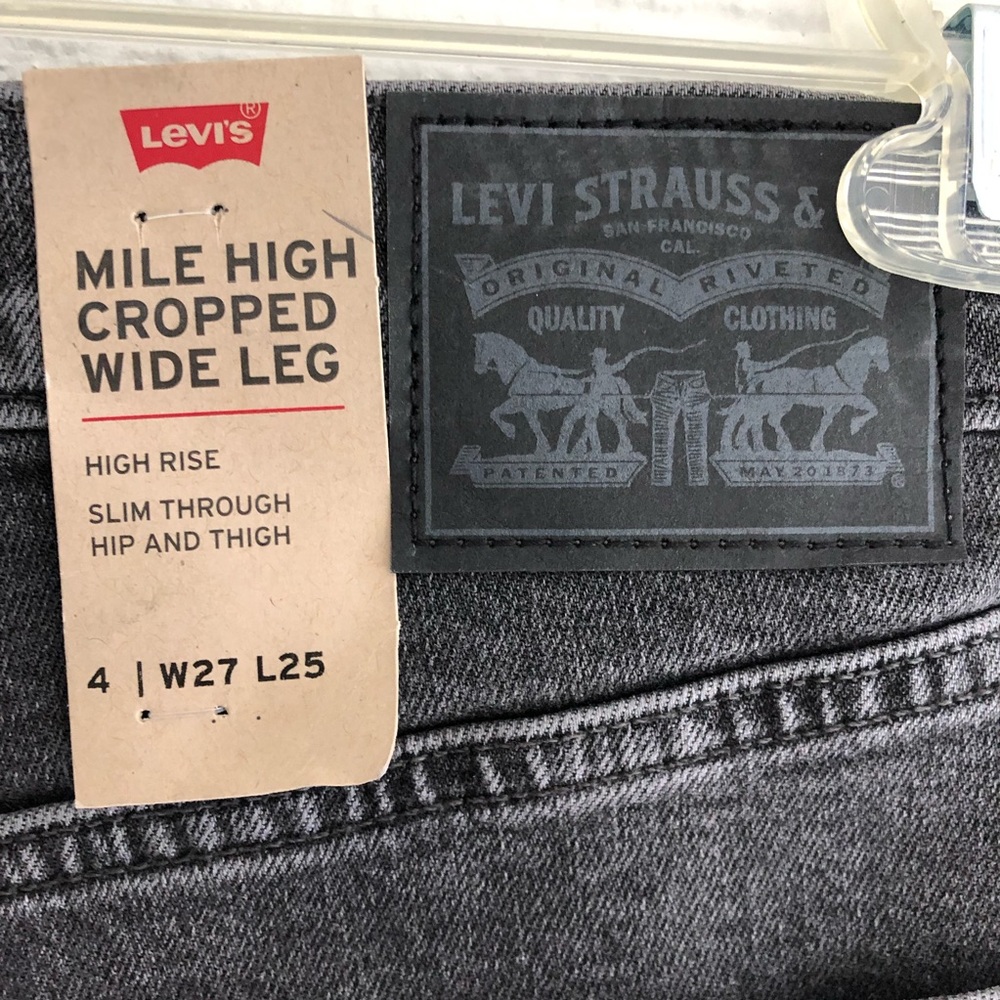 LEVI'S®
MILE HIGH
CROPPED
WIDE LEG
HIGH RISE
SLIM THROUGH
HIP AND THIGH
4 | W27 L25
LEVI STRAUSS &
SAN FRANCISCO
CAL.
ORIGINAL RIVETED
QUALITY CLOTHING
PATENTED MAY 20 1873
®